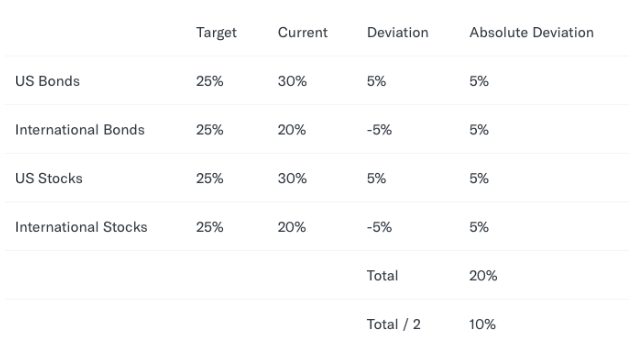 Target Current Deviation Absolute Deviation
US Bonds 25% 30% 5% 5%
International Bonds 25% 20% -5% 5%
US Stocks 25% 30% 5% 5%
International Stocks 25% 20% -5% 5%
Total 20%
Total / 2 10%